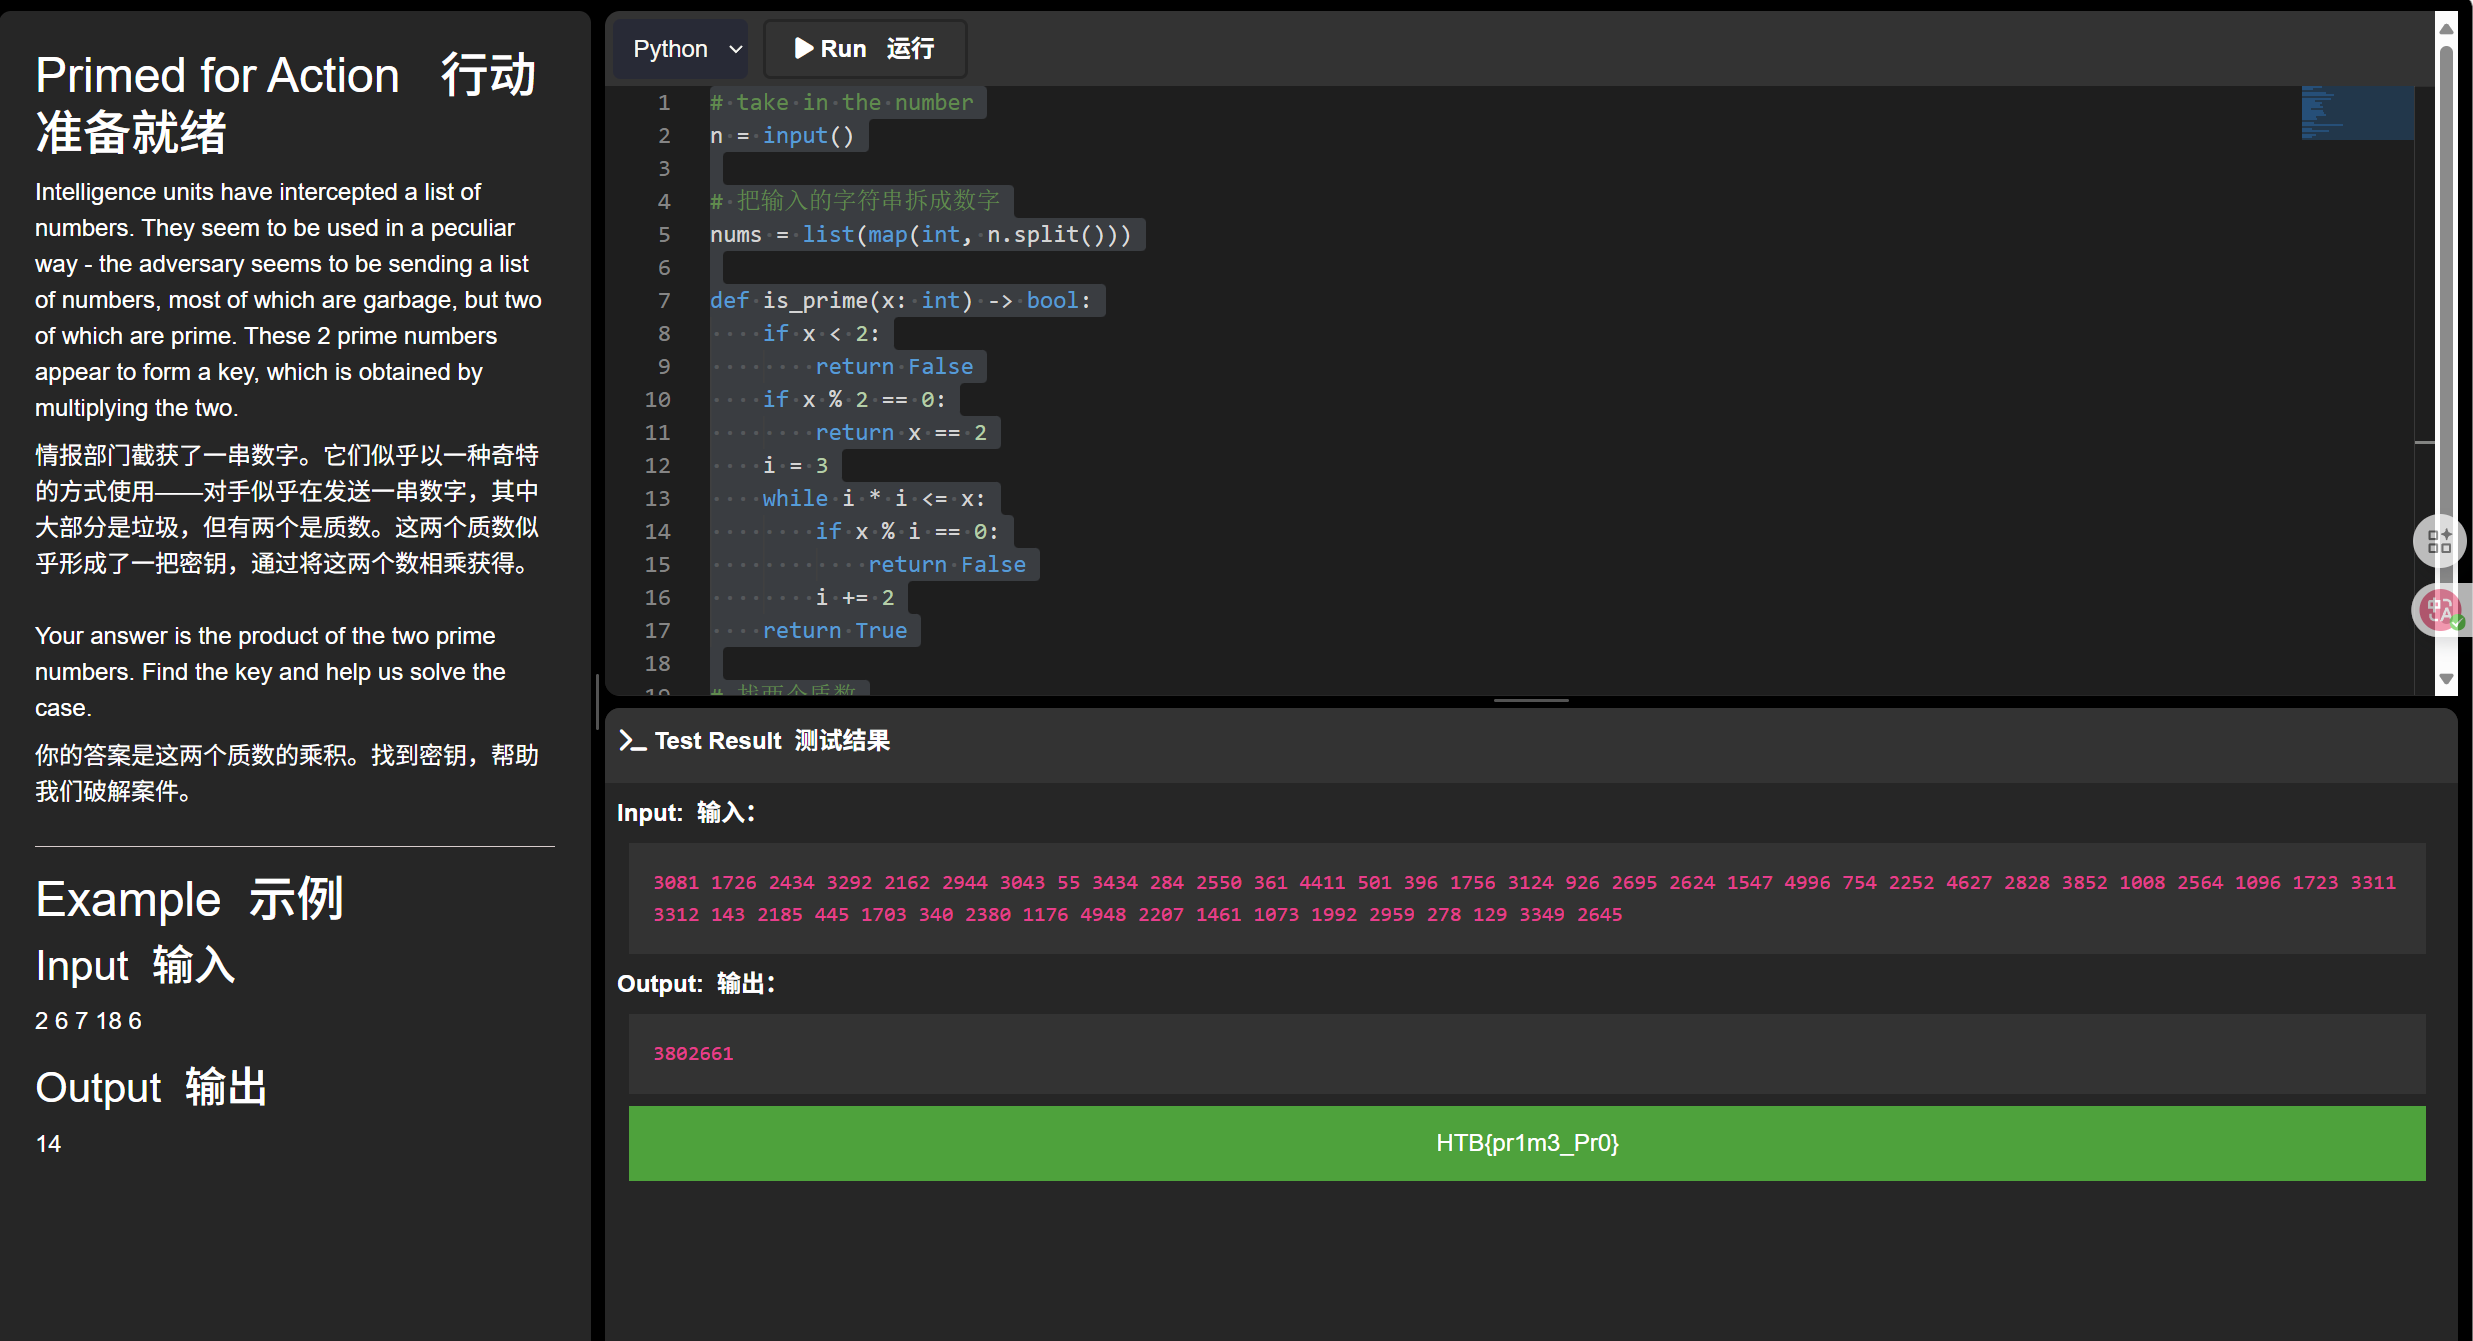 Primed for Action 行动
准备就绪
Intelligence units have intercepted a list of
numbers. They seem to be used in a peculiar
way - the adversary seems to be sending a list
of numbers, most of which are garbage, but two
of which are prime. These 2 prime numbers
appear to form a key, which is obtained by
multiplying the two.
情报部门截获了一串数字。它们似乎以一种奇特
的方式使用——对手似乎在发送一串数字，其中
大部分是垃圾，但有两个是质数。这两个质数似
乎形成了一把密钥，通过将这两个数相乘获得。
Your answer is the product of the two prime
numbers. Find the key and help us solve the
case.
你的答案是这两个质数的乘积。找到密钥，帮助
我们破解案件。
Example 示例
Input 输入
2 6 7 18 6
Output 输出
14
Python
Run 运行
1 # take in the number
2 n = input()
3
4 # 把输入的字符串拆成数字
5 nums = list(map(int, n.split()))
6
7 def is_prime(x: int) -> bool:
8     if x < 2:
9         return False
10     if x % 2 == 0:
11         return x == 2
12     i = 3
13     while i * i <= x:
14         if x % i == 0:
15             return False
16         i += 2
17     return True
18
19 # 找两个质数
Test Result 测试结果
Input: 输入：
3081 1726 2434 3292 2162 2944 3043 55 3434 284 2550 361 4411 501 396 1756 3124 926 2695 2624 1547 4996 754 2252 4627 2828 3852 1008 2564 1096 1723 3311
3312 143 2185 445 1703 340 2380 1176 4948 2207 1461 1073 1992 2959 278 129 3349 2645
Output: 输出：
3802661
HTB{pr1m3_Pr0}